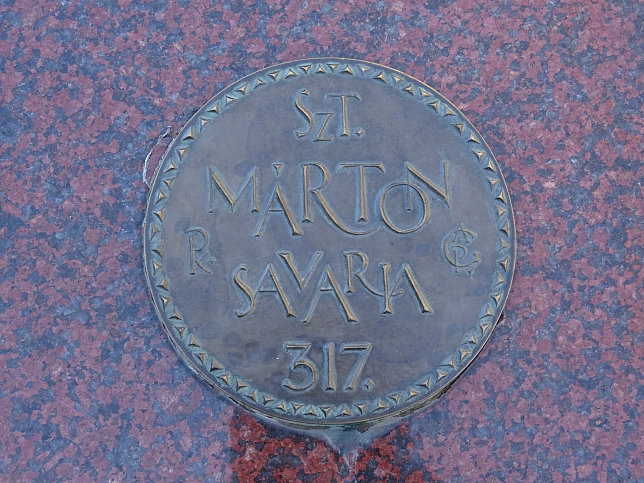 SzT.
MÁRTON
R.
SAVARIA
317.